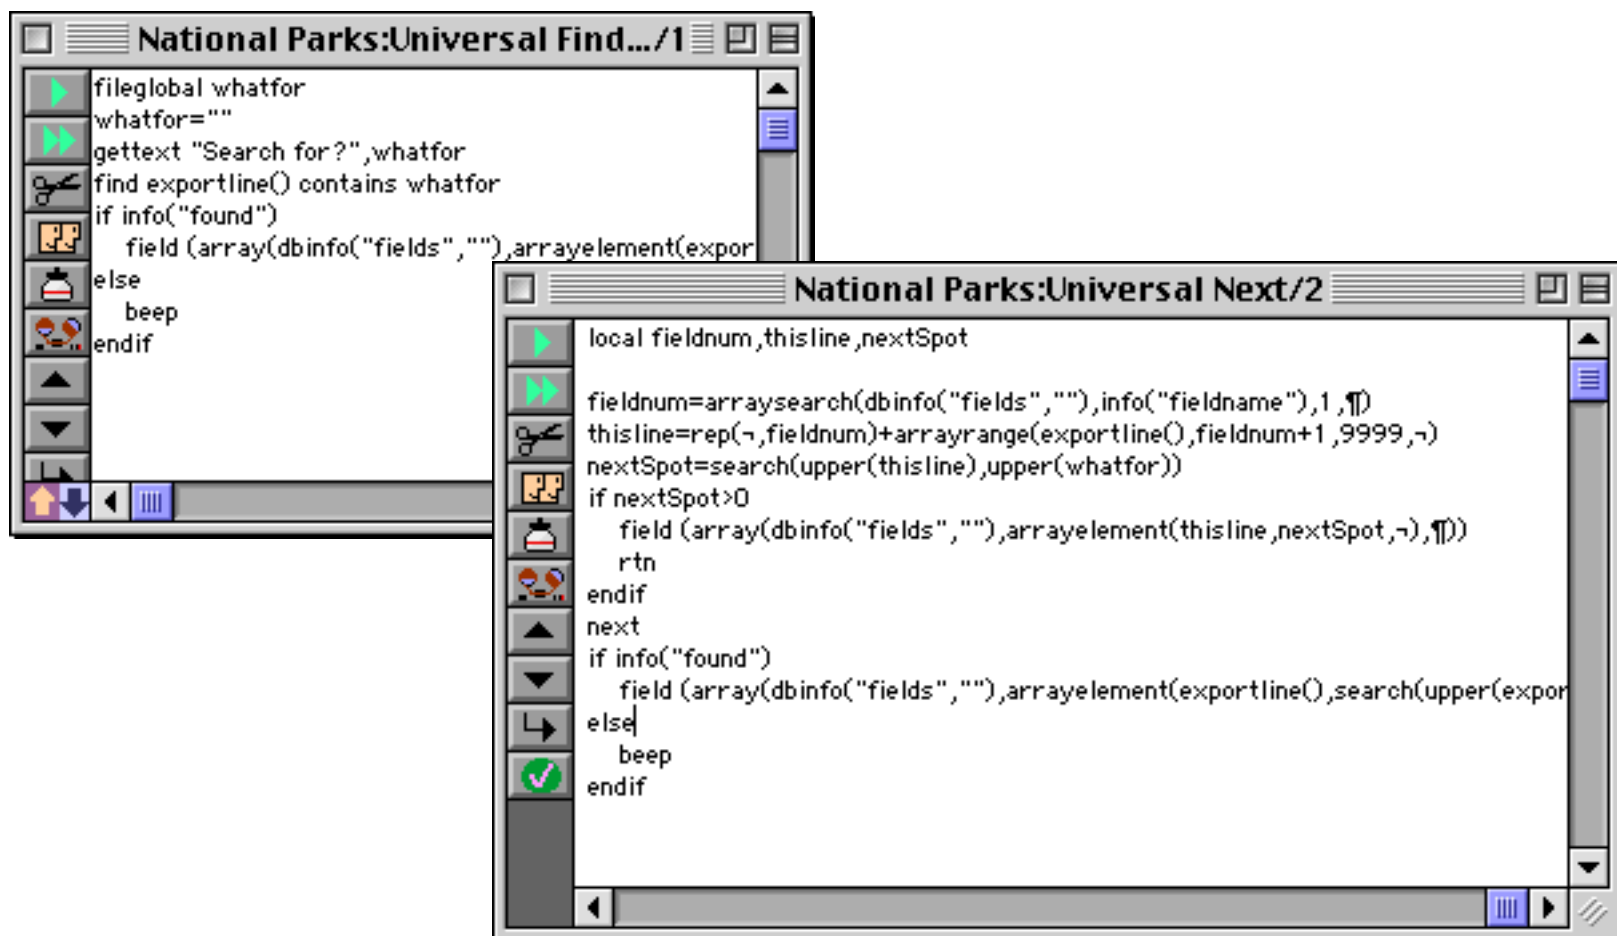 National Parks:Universal Find.../1
fileglobal whatfor
whatfor=""
gettext "Search for?",whatfor
find exportline() contains whatfor
if info("found")
field (array(dbinfo("fields",""),arrayelement(expor
else
beep
endif
National Parks:Universal Next/2
local fieldnum,thisline,nextSpot
fieldnum=arraysearch(dbinfo("fields",""),info("fieldname"),1,¶)
thisline=rep(¬,fieldnum)+arrayrange(exportline(),fieldnum+1,9999,¬)
nextSpot=search(upper(thisline),upper(whatfor))
if nextSpot>0
field (array(dbinfo("fields",""),arrayelement(thisline,nextSpot,¬),¶))
rtn
endif
next
if info("found")
field (array(dbinfo("fields",""),arrayelement(exportline(),search(upper(expor
else
beep
endif